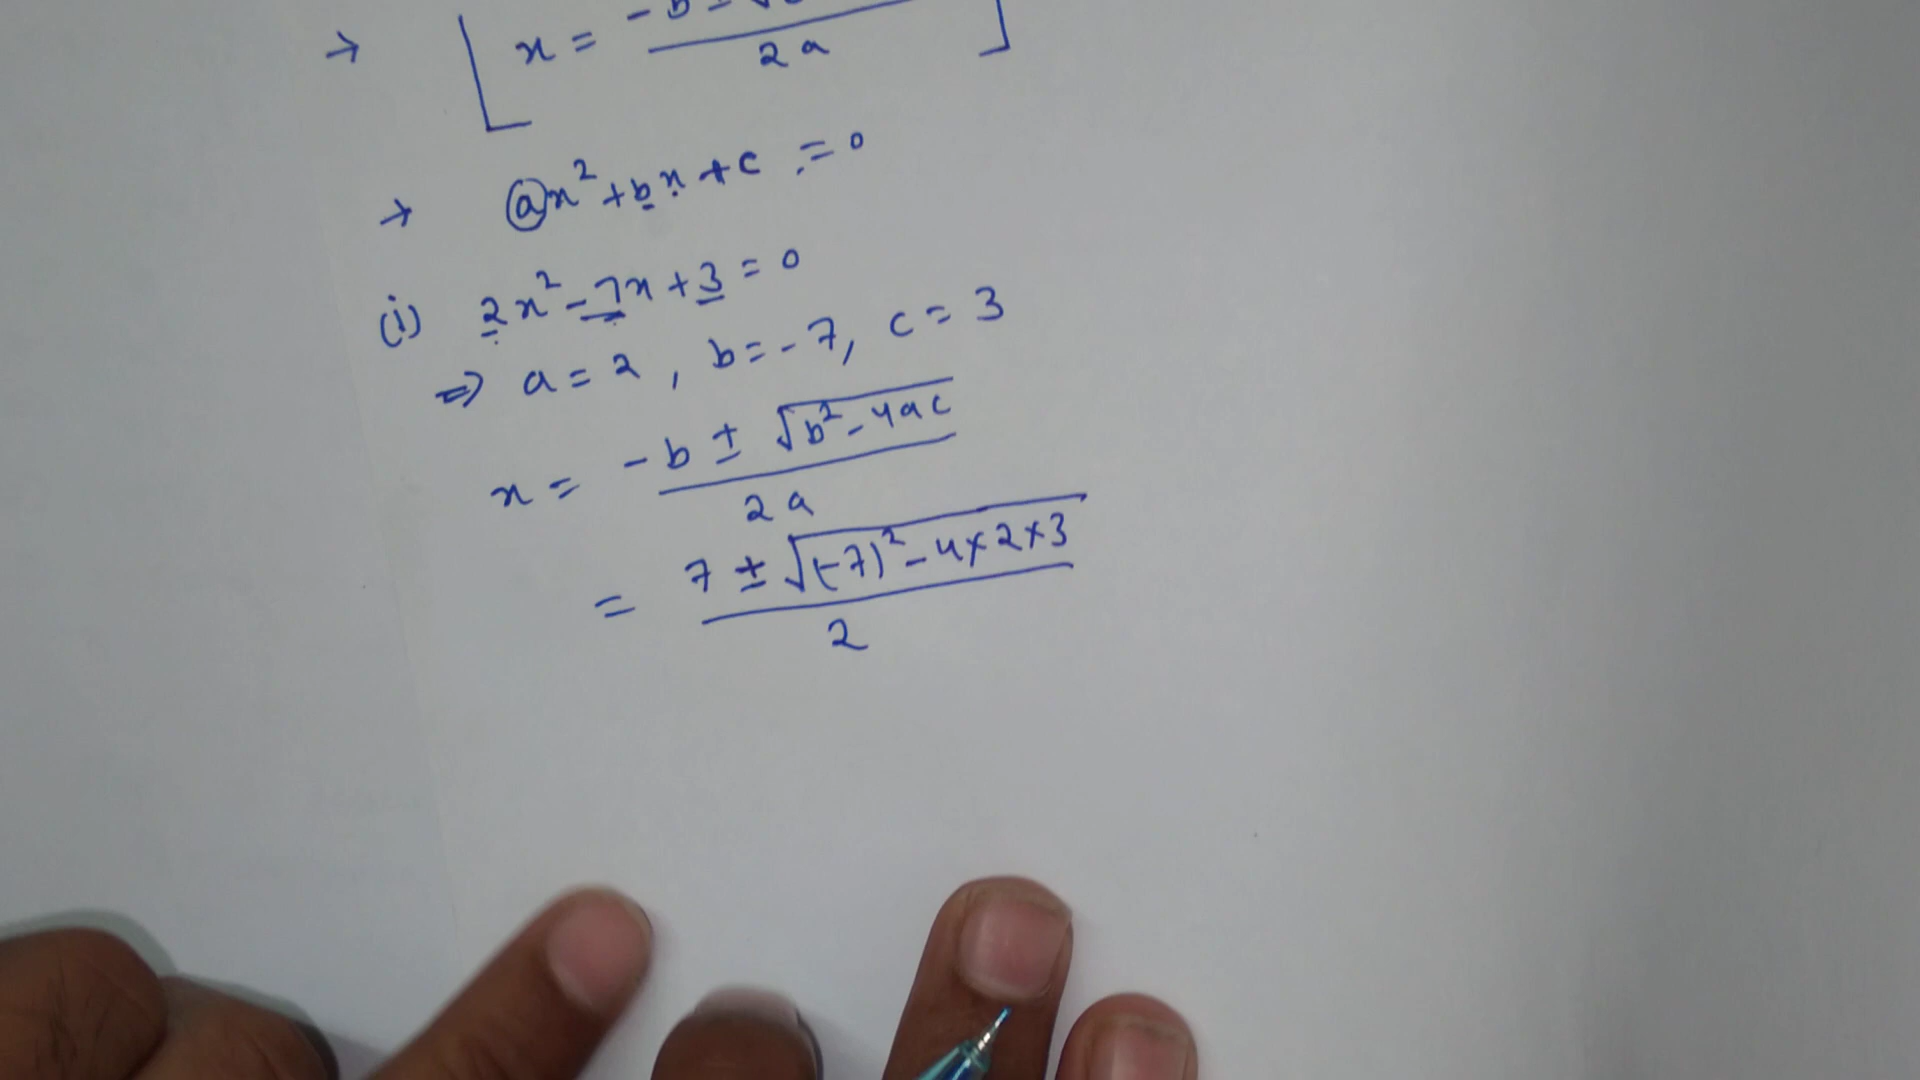 → [ x = -b ± √ / 2a ]
→ ax² + bx + c = 0
(i) 2x² - 7x + 3 = 0
⇒ a = 2 , b = - 7, c = 3
x = -b ± √b² - 4ac / 2a
= 7 ± √(-7)² - 4×2×3 / 2